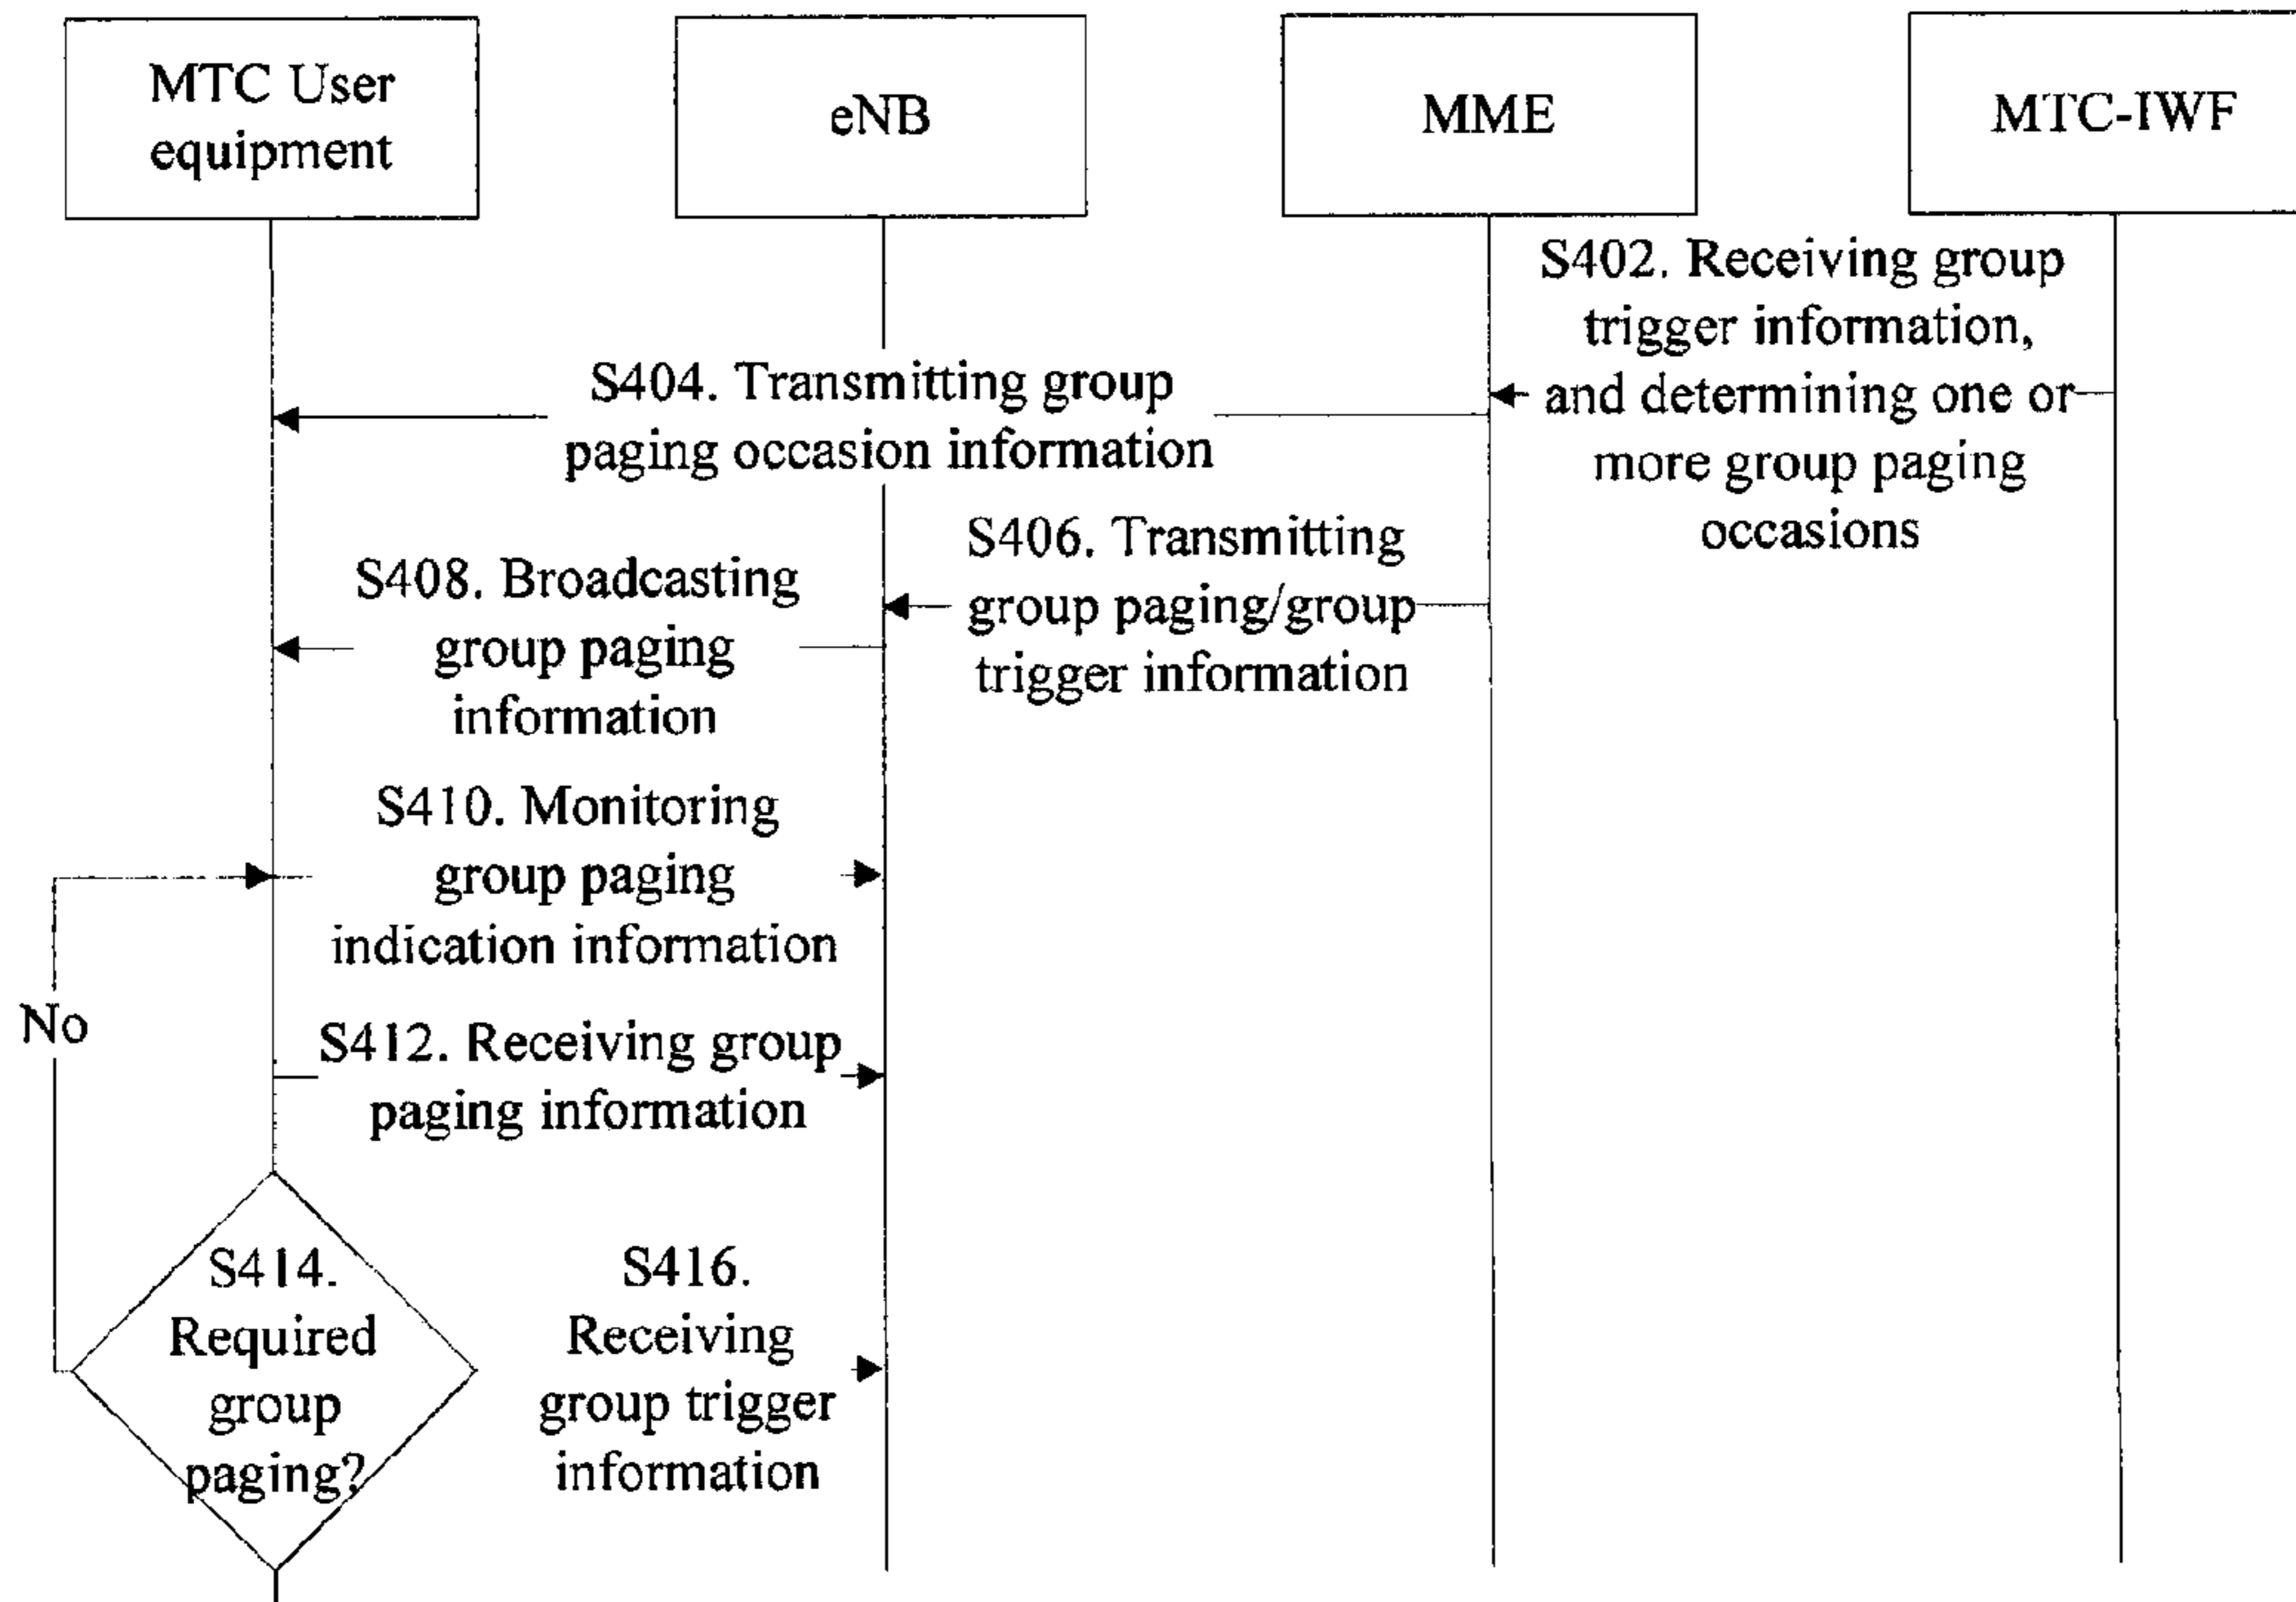 MTC User
equipment
eNB
MME
MTC-IWF
S402. Receiving group
trigger information,
and determining one or
more group paging
occasions
S404. Transmitting group
paging occasion information
S406. Transmitting
group paging/group
trigger information
S408. Broadcasting
group paging
information
S410. Monitoring
group paging
indication information
No
S412. Receiving group
paging information
S414.
Required
group
paging?
S416.
Receiving
group trigger
information